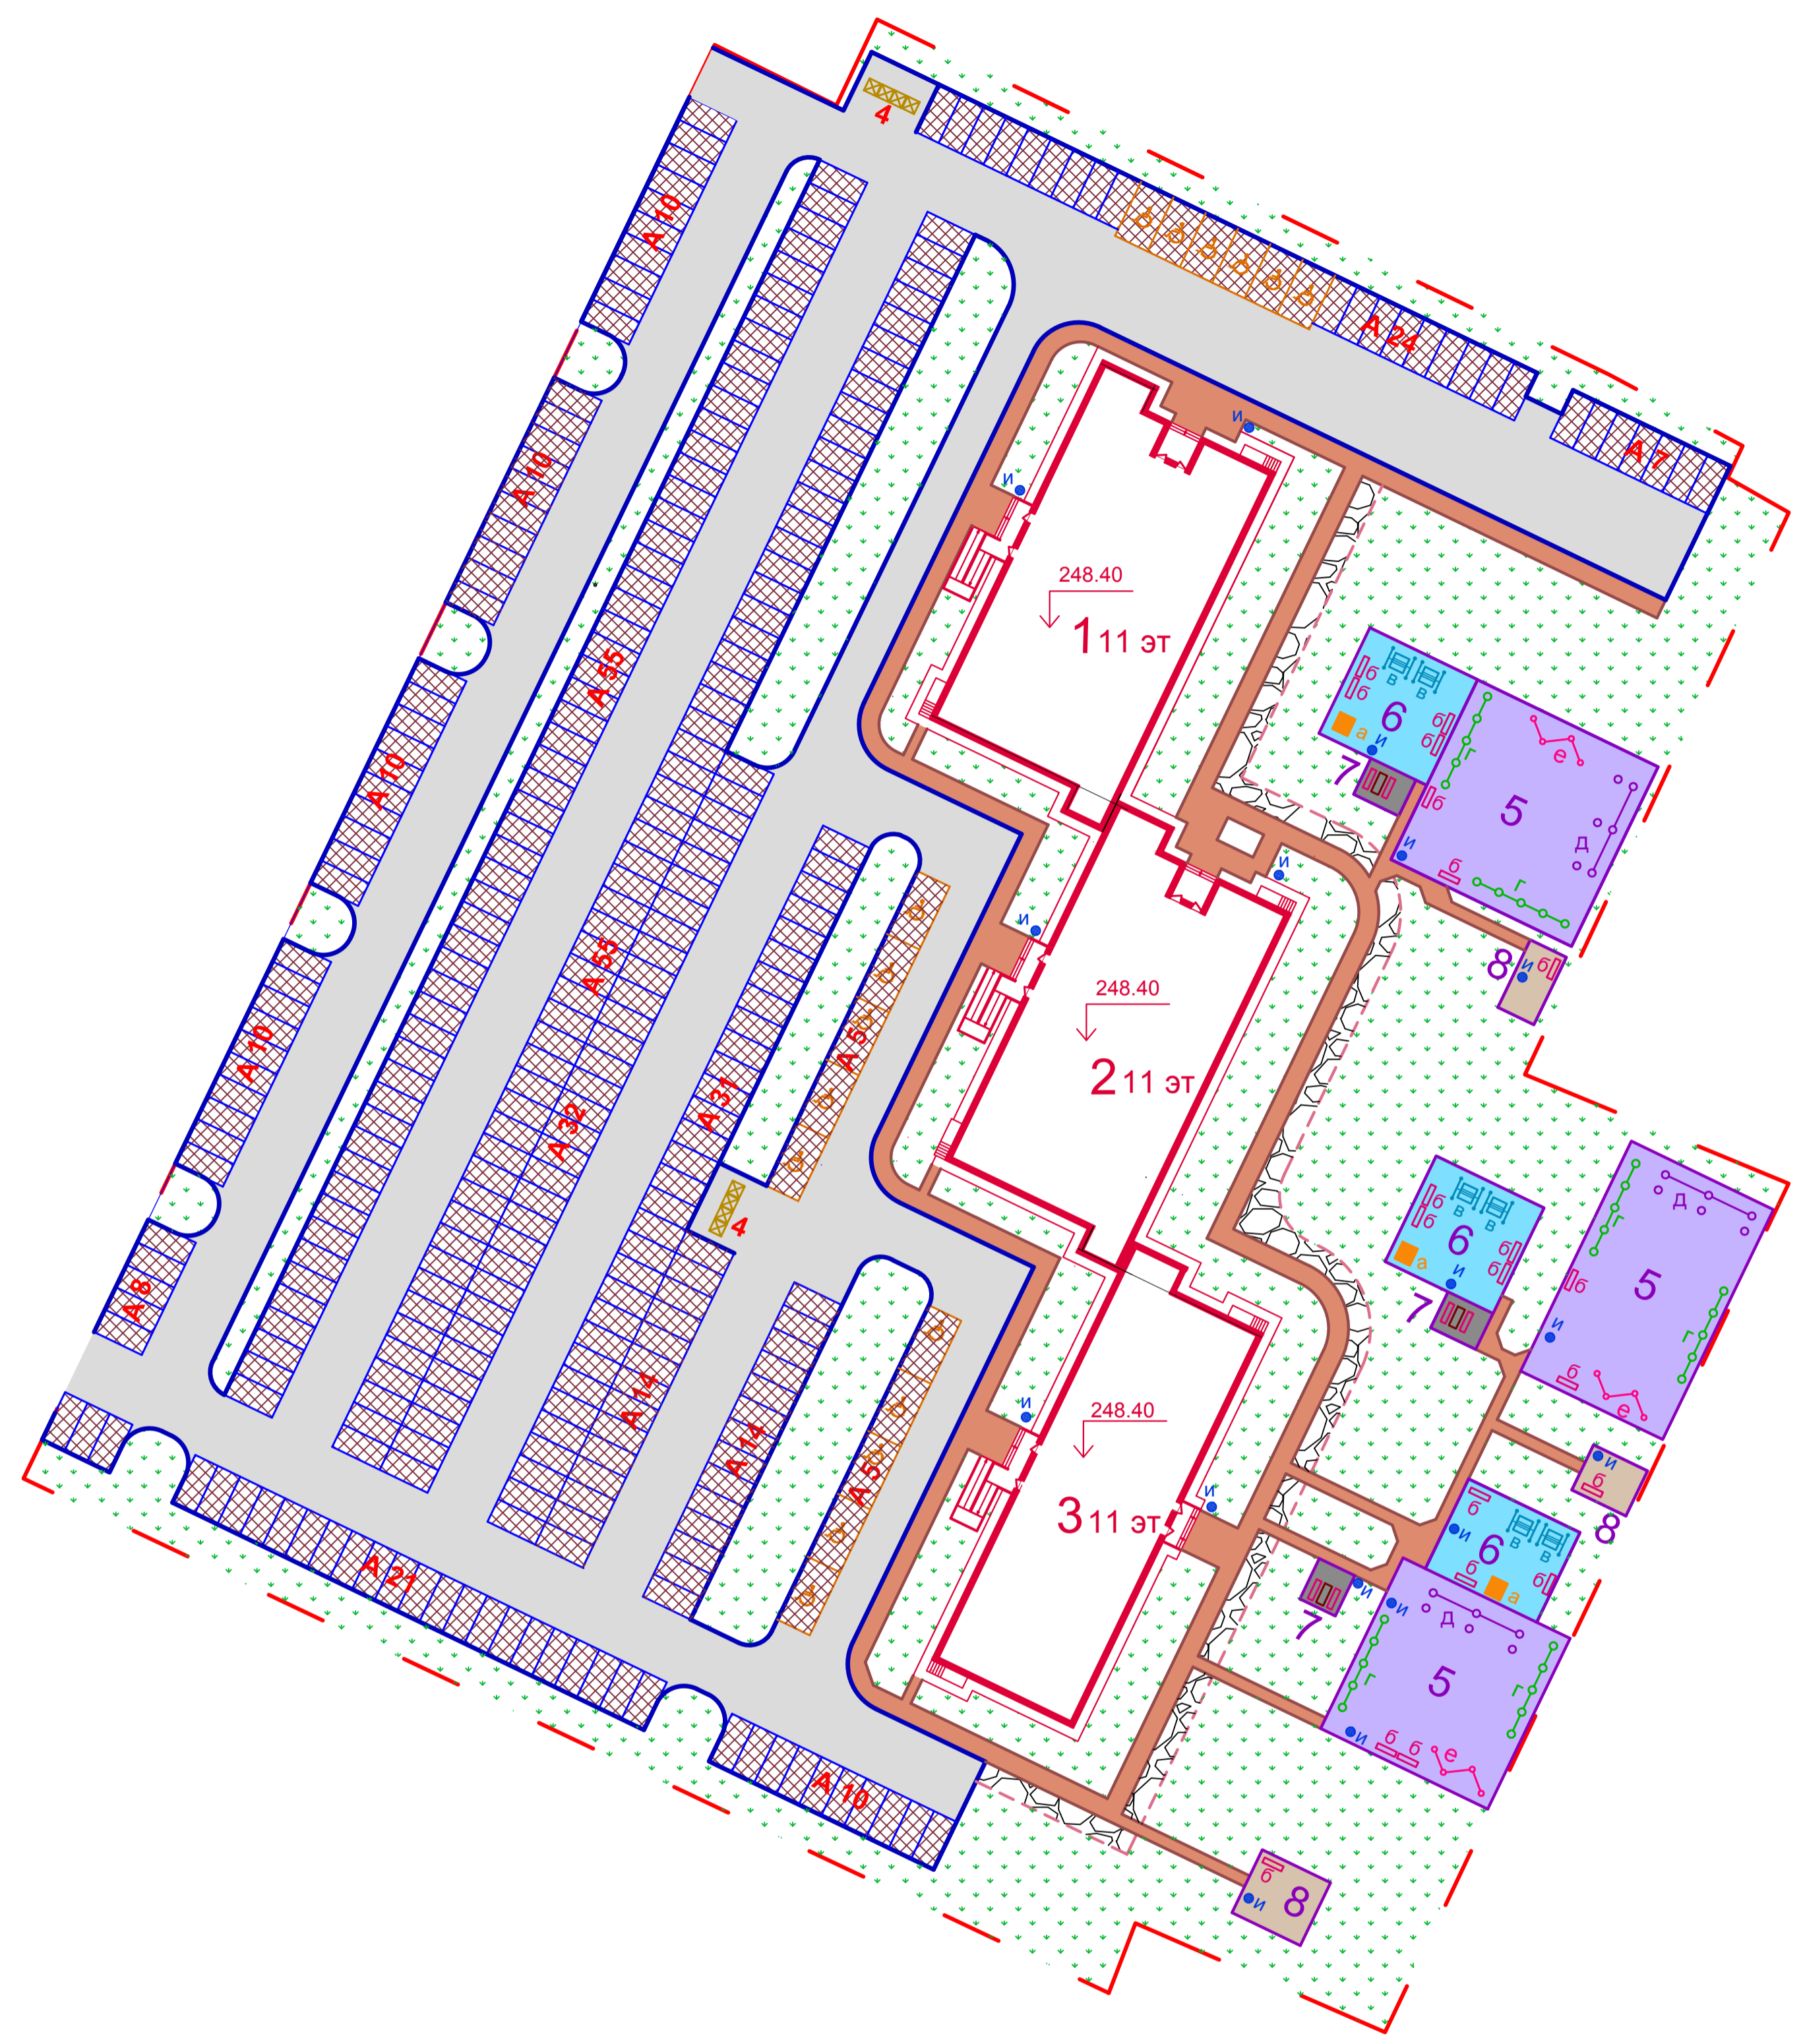 4
А 10
А 24
А 7
и
и
А 10
248.40
1 11 эт
А 55
б
б
в
в
6
б
б
а
и
7
г
е
5
д
б
и
б
г
А 10
и
и
А 55
248.40
2 11 эт
8
и
б
А 10
А 5
А 31
А 32
4
б
б
в
в
6
б
б
а
и
7
д
г
5
б
г
и
б
е
А 8
А 14
А 14
А 5
и
248.40
3 11 эт
и
и
б
8
б
и
в
в
6
б
б
а
и
7
и
д
г
г
5
и
б
б
е
А 21
А 10
б
и
8